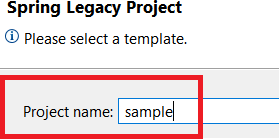 Spring Legacy Project
Please select a template.
Project name: sample